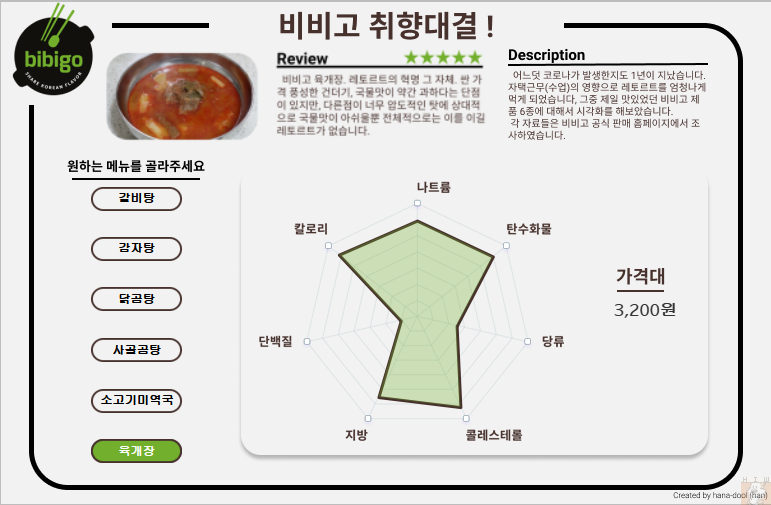 비비고 취향대결 !
bibigo
SHARE KOREAN FLAVOR
Review
비비고 육개장. 레토르트의 혁명 그 자체. 싼 가
격 풍성한 건더기, 국물맛이 약간 과하다는 단점
이 있지만, 다른점이 너무 압도적인 탓에 상대적
으로 국물맛이 아쉬울뿐 전체적으로는 이를 이길
레토르트가 없습니다.
Description
어느덧 코로나가 발생한지도 1년이 지났습니다.
자택근무(수업)의 영향으로 레토르트를 엄청나게
먹게 되었습니다, 그중 제일 맛있었던 비비고 제
품 6종에 대해서 시각화를 해보았습니다.
각 자료들은 비비고 공식 판매 홈페이지에서 조
사하였습니다.
원하는 메뉴를 골라주세요
갈비탕
감자탕
닭곰탕
사골곰탕
소고기미역국
육개장
나트륨
칼로리
탄수화물
단백질
당류
지방
콜레스테롤
가격대
3,200원
Created by hana-dool (han)